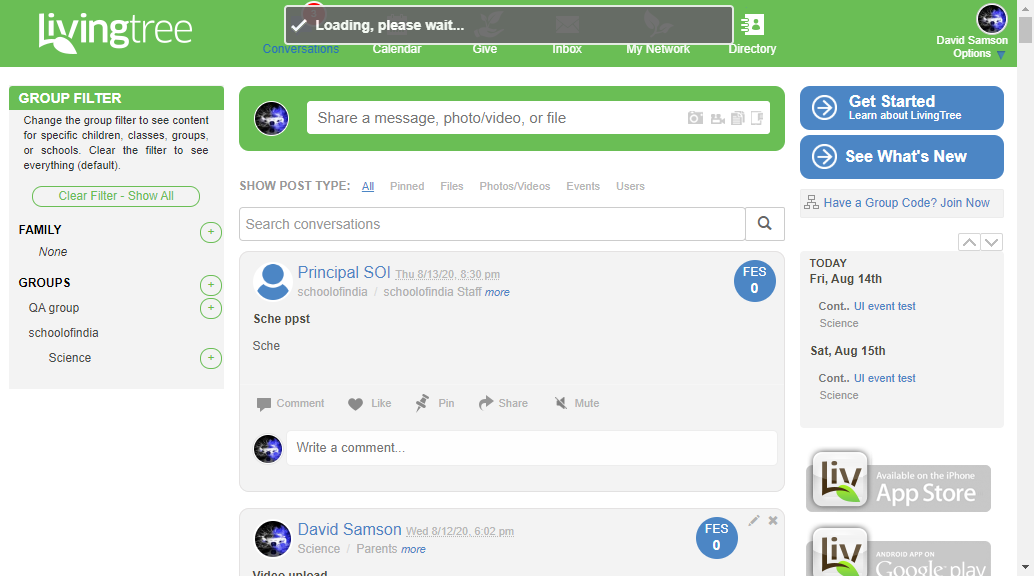 livingtree
Loading, please wait...
Conversations
Calendar
Give
Inbox
My Network
Directory
David Samson
Options
GROUP FILTER
Change the group filter to see content
for specific children, classes, groups,
or schools. Clear the filter to see
everything (default).
Clear Filter - Show All
FAMILY
None
GROUPS
QA group
schoolofindia
Science
Share a message, photo/video, or file
SHOW POST TYPE: All Pinned Files Photos/Videos Events Users
Search conversations
Principal SOI Thu 8/13/20, 8:30 pm
schoolofindia / schoolofindia Staff more
FES
0
Sche ppst
Sche
Comment Like Pin Share Mute
Write a comment...
David Samson Wed 8/12/20, 6:02 pm
Science / Parents more
FES
0
Video upload
Get Started
Learn about LivingTree
See What's New
Have a Group Code? Join Now
TODAY
Fri, Aug 14th
Cont.. UI event test
Science
Sat, Aug 15th
Cont.. UI event test
Science
Liv
Available on the iPhone
App Store
Liv
ANDROID APP ON
Google play